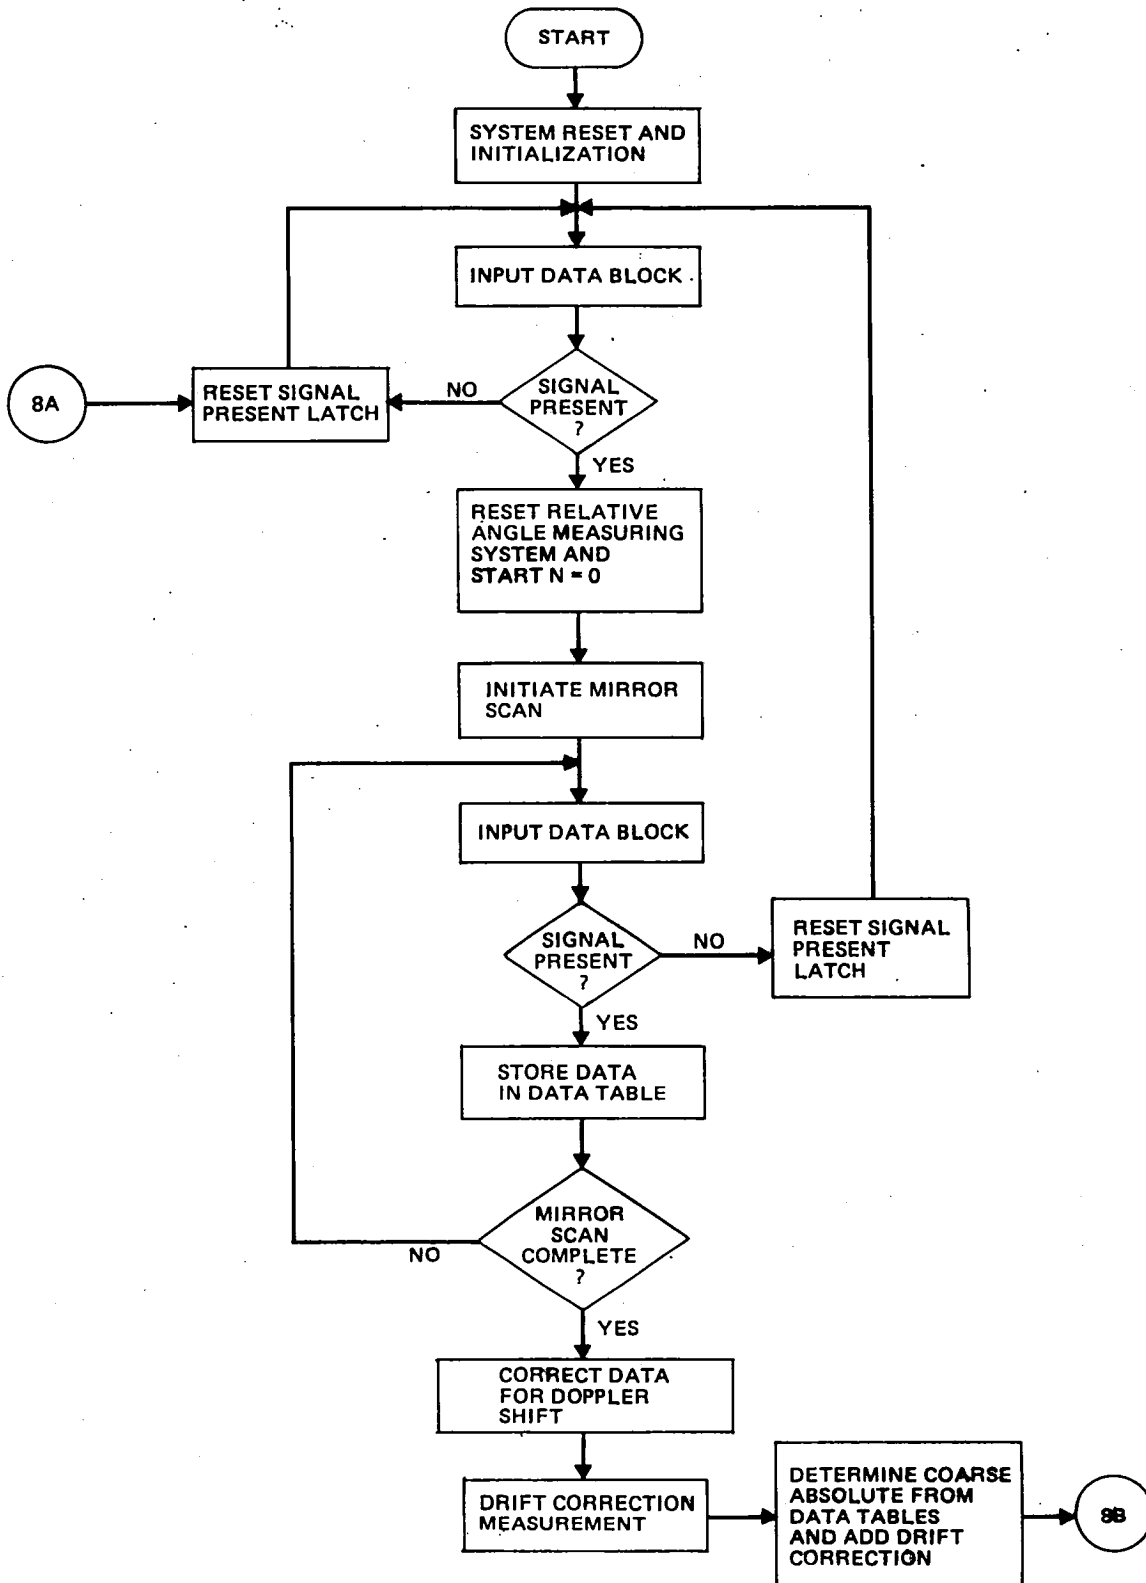 START
SYSTEM RESET AND
INITIALIZATION
INPUT DATA BLOCK
8A
RESET SIGNAL
PRESENT LATCH
NO
SIGNAL
PRESENT
?
YES
RESET RELATIVE
ANGLE MEASURING
SYSTEM AND
START N = 0
INITIATE MIRROR
SCAN
INPUT DATA BLOCK
SIGNAL
PRESENT
?
NO
RESET SIGNAL
PRESENT
LATCH
YES
STORE DATA
IN DATA TABLE
MIRROR
SCAN
COMPLETE
?
NO
YES
CORRECT DATA
FOR DOPPLER
SHIFT
DRIFT CORRECTION
MEASUREMENT
DETERMINE COARSE
ABSOLUTE FROM
DATA TABLES
AND ADD DRIFT
CORRECTION
8B